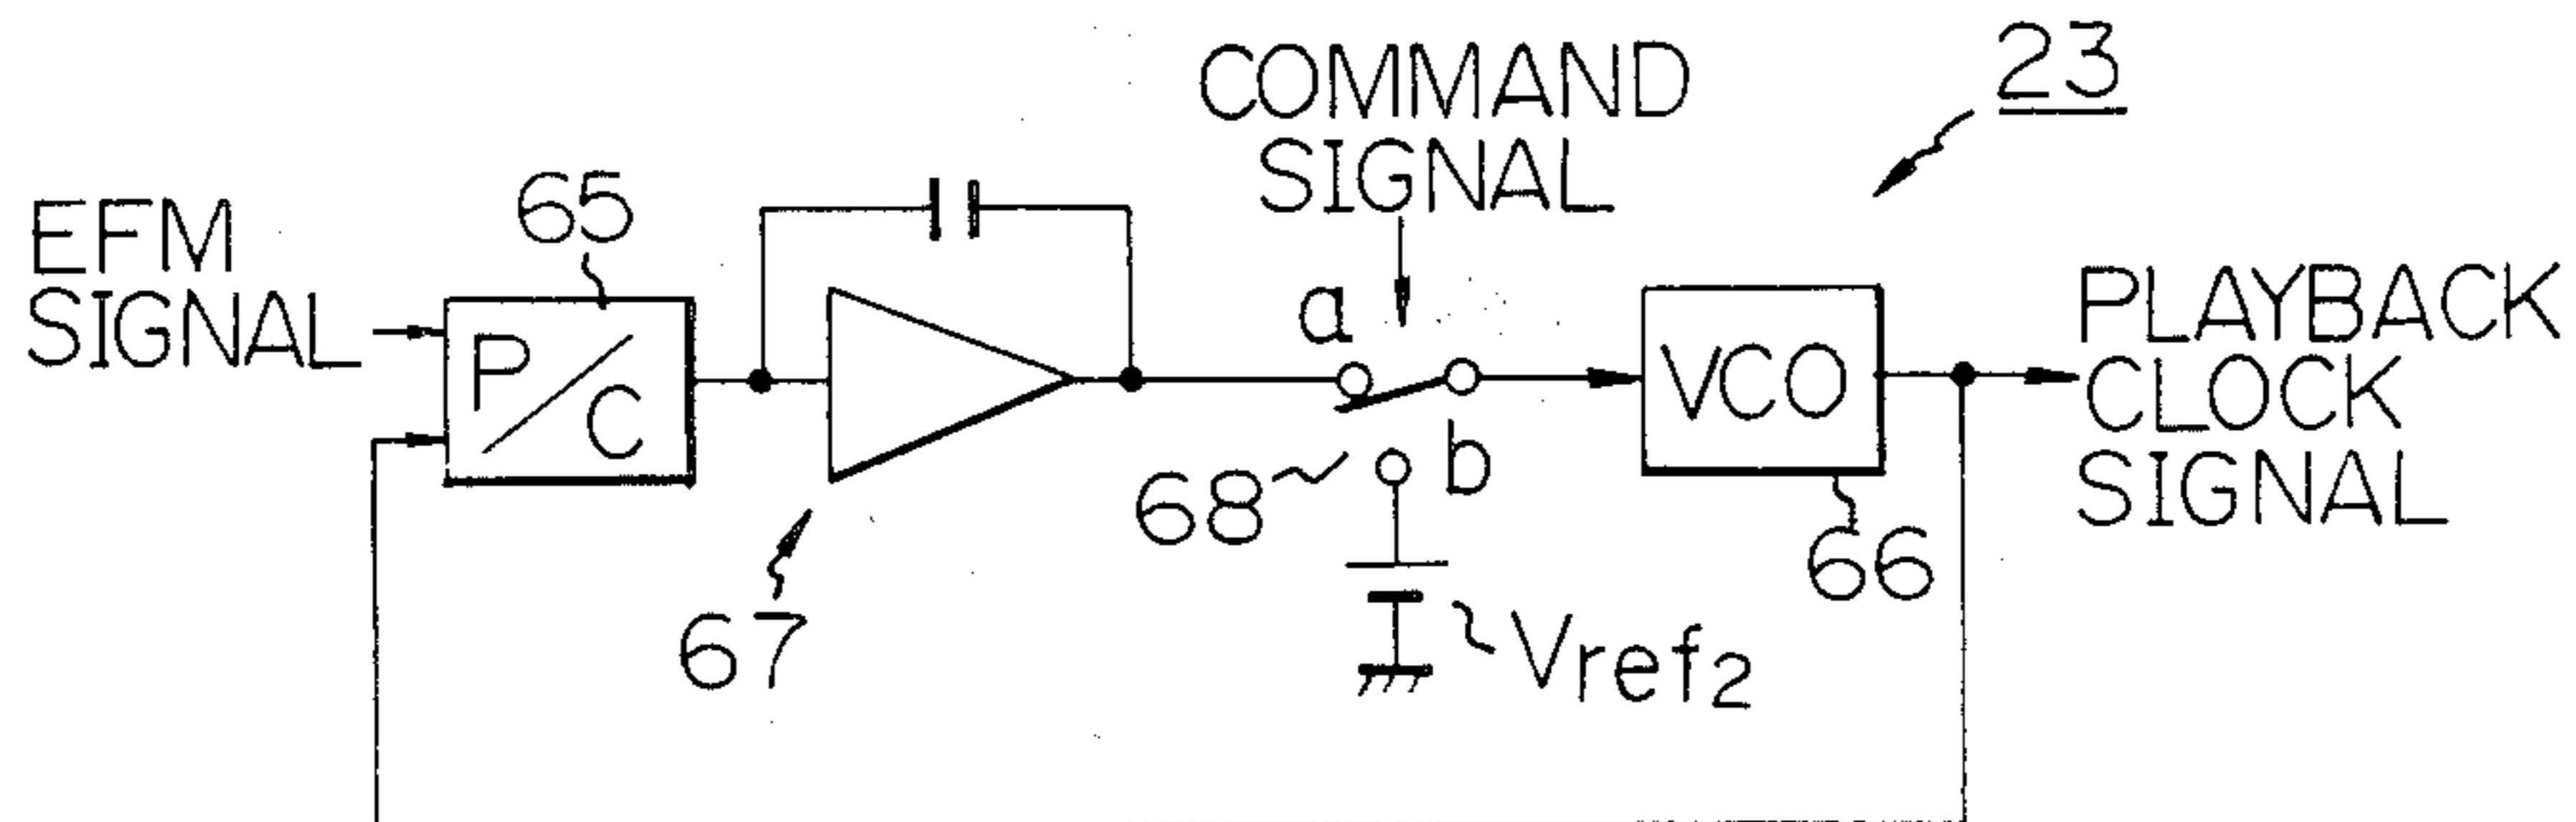 COMMAND
SIGNAL
23
EFM
SIGNAL
65
P/C
a
b
VCO
PLAYBACK
CLOCK
SIGNAL
67
68
66
Vref2